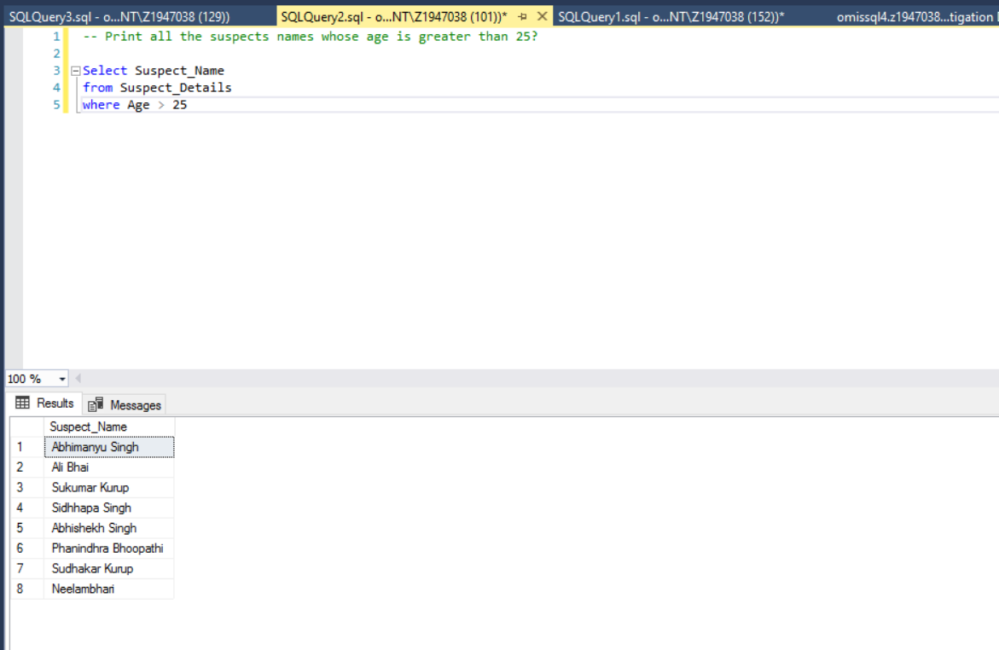 SQLQuery3.sql - o...NT\Z1947038 (129))
SQLQuery2.sql - o...NT\Z1947038 (101))*
SQLQuery1.sql - o...NT\Z1947038 (152))*
omissql4.z1947038...tigation
1 -- Print all the suspects names whose age is greater than 25?
2
3 Select Suspect_Name
4 from Suspect_Details
5 where Age > 25
100 %
Results Messages
Suspect_Name
1 Abhimanyu Singh
2 Ali Bhai
3 Sukumar Kurup
4 Sidhhapa Singh
5 Abhishekh Singh
6 Phanindhra Bhoopathi
7 Sudhakar Kurup
8 Neelambhari